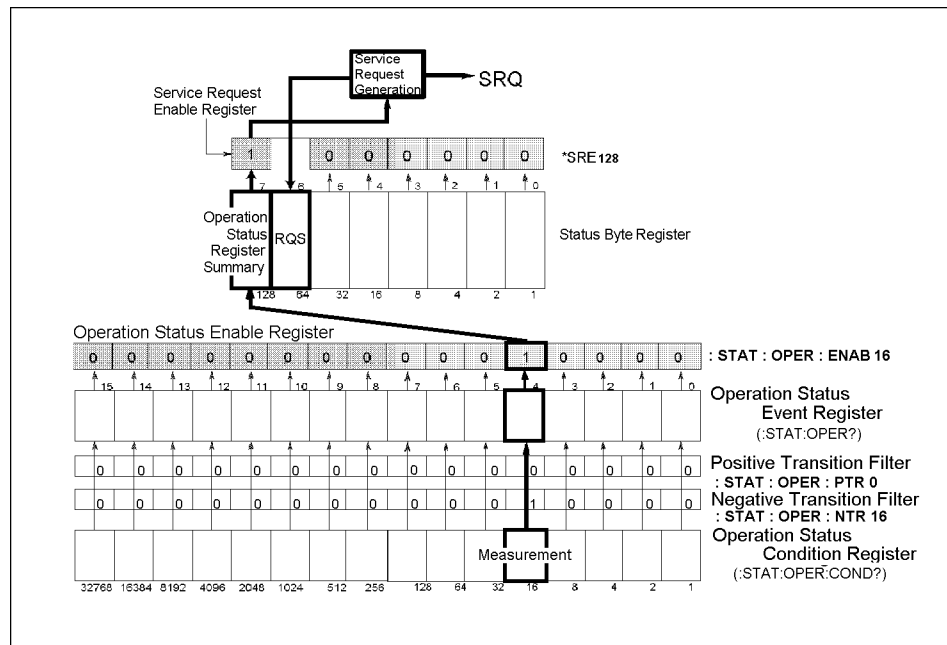 Service
Request
Generation
SRQ
Service Request
Enable Register
1 0 0 0 0 0 0
*SRE128
7 6 5 4 3 2 1 0
Operation
Status
Register
Summary
RQS
Status Byte Register
128 64 32 16 8 4 2 1
Operation Status Enable Register
0 0 0 0 0 0 0 0 0 0 0 1 0 0 0 0
: STAT : OPER : ENAB 16
15 14 13 12 11 10 9 8 7 6 5 4 3 2 1 0
Operation Status
Event Register
(:STAT:OPER?)
0 0 0 0 0 0 0 0 0 0 0 0 0 0 0 0
Positive Transition Filter
: STAT : OPER : PTR 0
0 0 0 0 0 0 0 0 0 0 0 1 0 0 0 0
Negative Transition Filter
: STAT : OPER : NTR 16
Operation Status
Condition Register
(:STAT:OPER:COND?)
Measurement
32768 16384 8192 4096 2048 1024 512 256 128 64 32 16 8 4 2 1